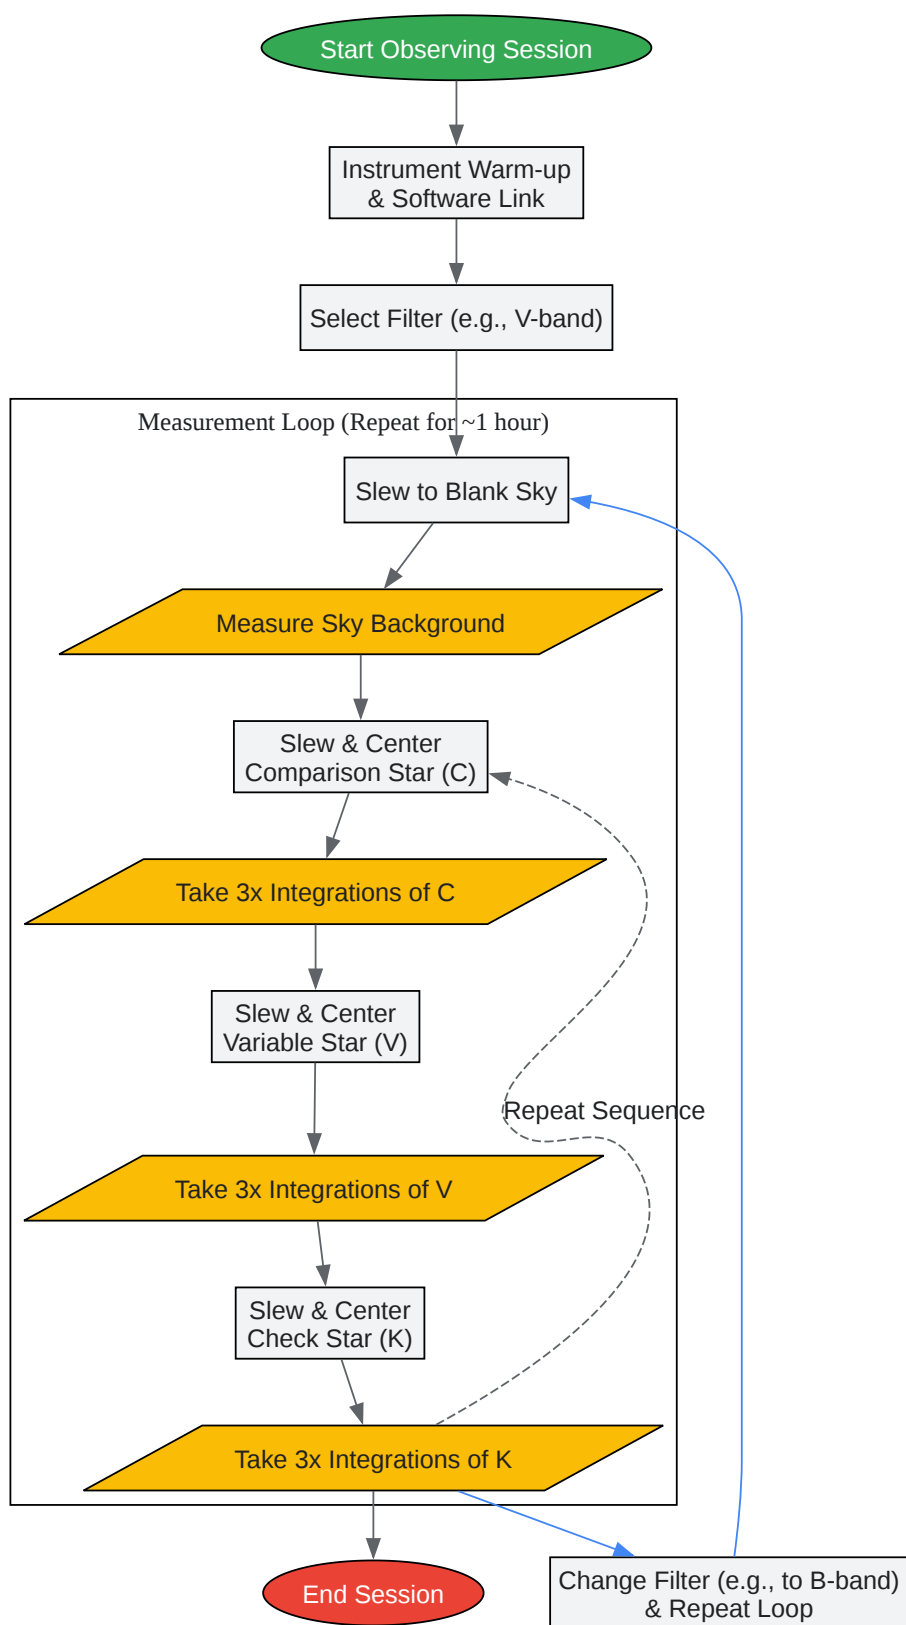 Start Observing Session
Instrument Warm-up
& Software Link
Select Filter (e.g., V-band)
Measurement Loop (Repeat for ~1 hour)
Slew to Blank Sky
Measure Sky Background
Slew & Center
Comparison Star (C)
Take 3x Integrations of C
Slew & Center
Variable Star (V)
Repeat Sequence
Take 3x Integrations of V
Slew & Center
Check Star (K)
Take 3x Integrations of K
End Session
Change Filter (e.g., to B-band)
& Repeat Loop